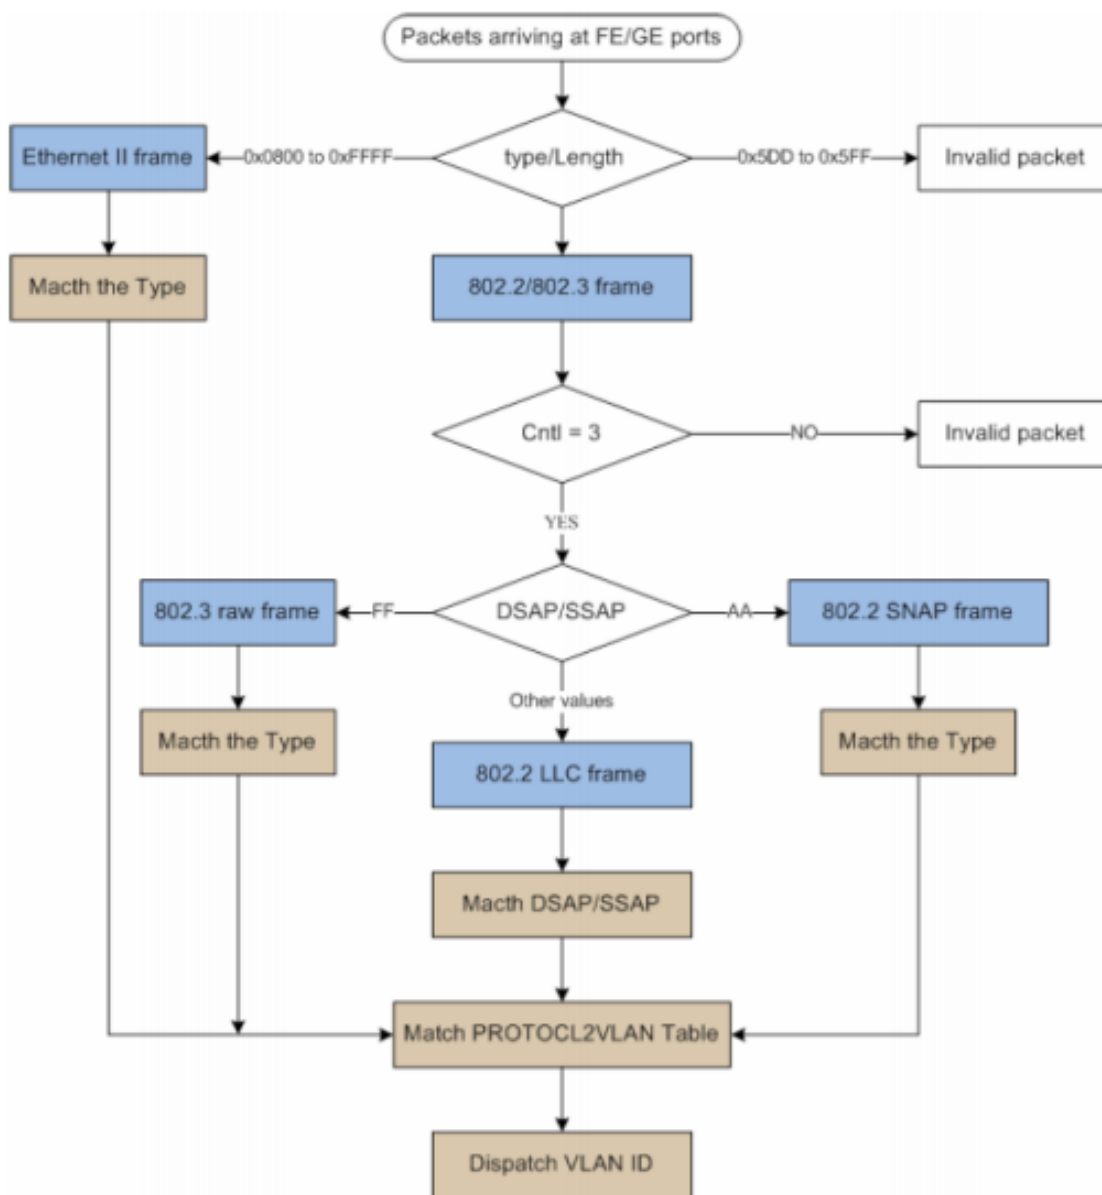 Packets arriving at FE/GE ports
Ethernet II frame
0x0800 to 0xFFFF
type/Length
0x5DD to 0x5FF
Invalid packet
Macth the Type
802.2/802.3 frame
Cntl = 3
NO
Invalid packet
YES
802.3 raw frame
FF
DSAP/SSAP
AA
802.2 SNAP frame
Other values
Macth the Type
Macth the Type
802.2 LLC frame
Macth DSAP/SSAP
Match PROTOCL2VLAN Table
Dispatch VLAN ID